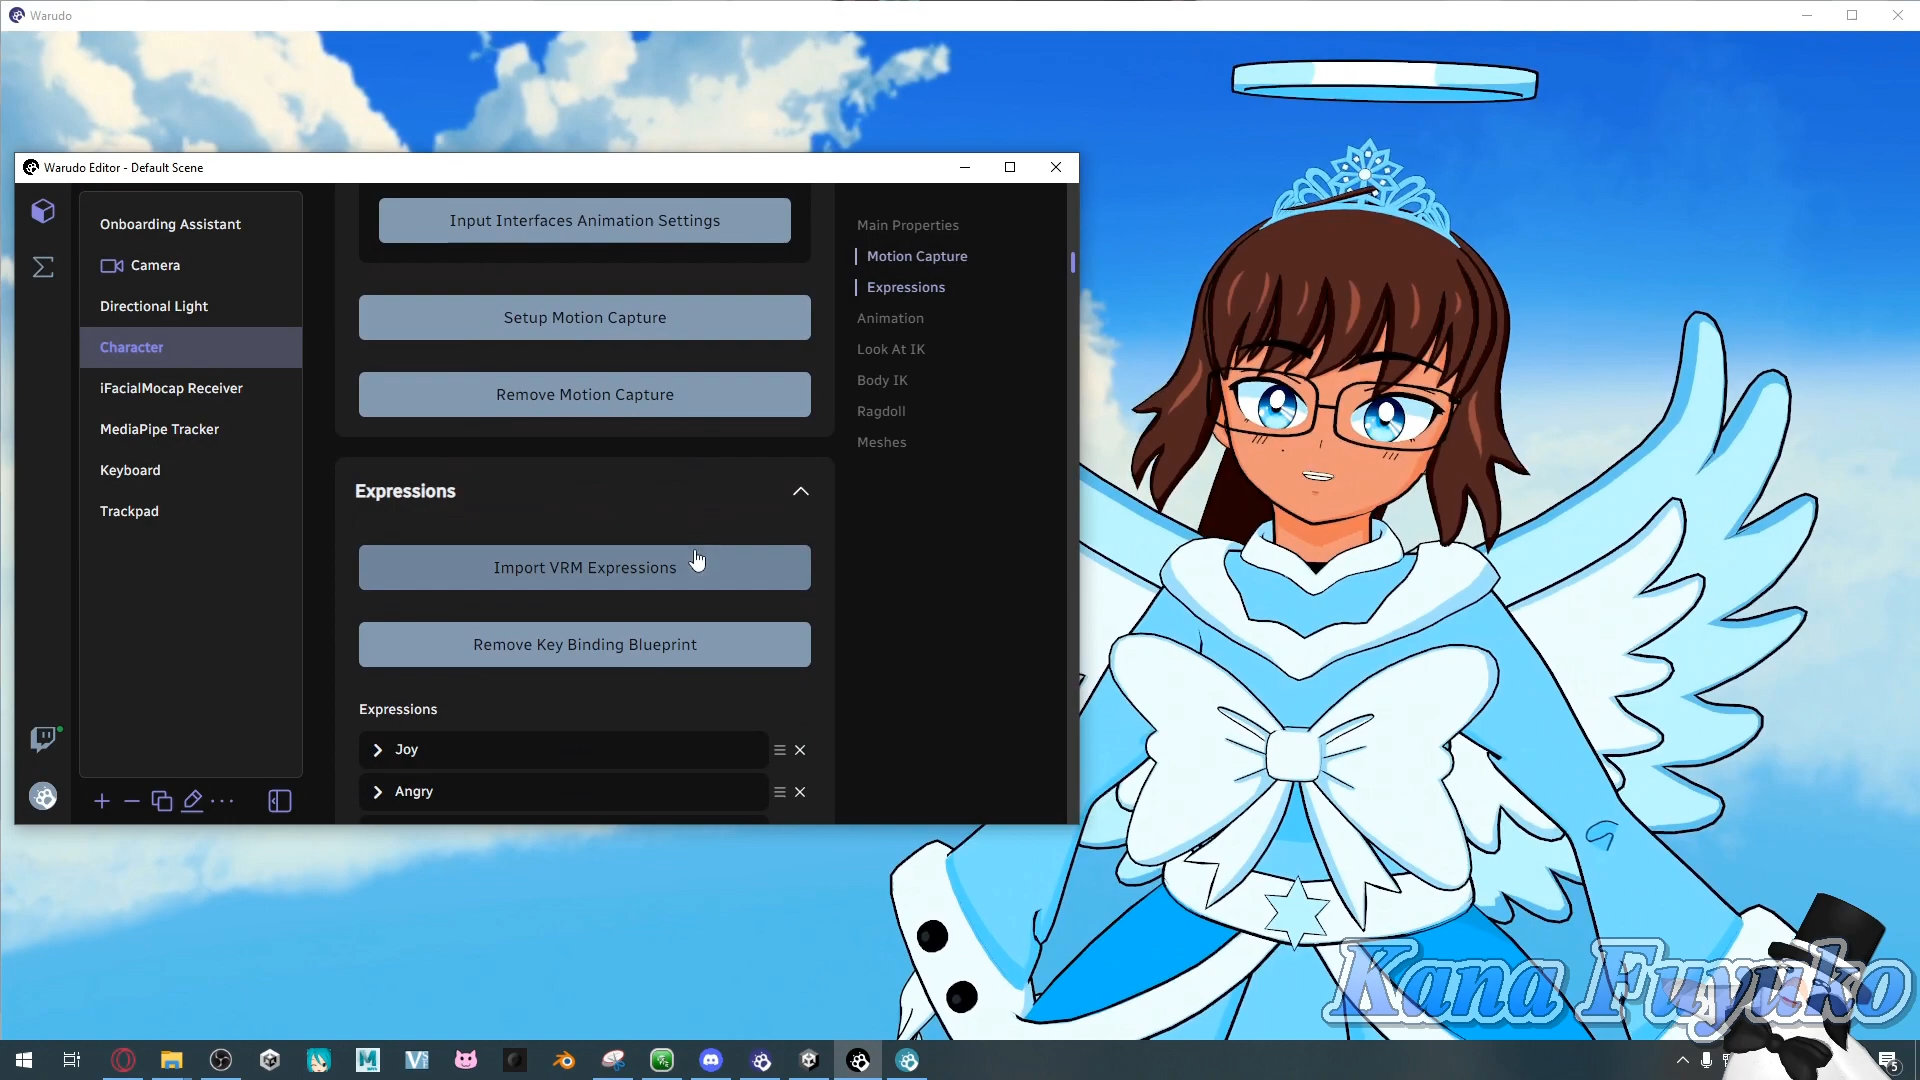 Warudo
Warudo Editor - Default Scene
Onboarding Assistant
Camera
Directional Light
Character
iFacialMocap Receiver
MediaPipe Tracker
Keyboard
Trackpad
Input Interfaces Animation Settings
Setup Motion Capture
Remove Motion Capture
Expressions
Import VRM Expressions
Remove Key Binding Blueprint
Expressions
Joy
Angry
Main Properties
Motion Capture
Expressions
Animation
Look At IK
Body IK
Ragdoll
Meshes
Kana Fuyuko
5